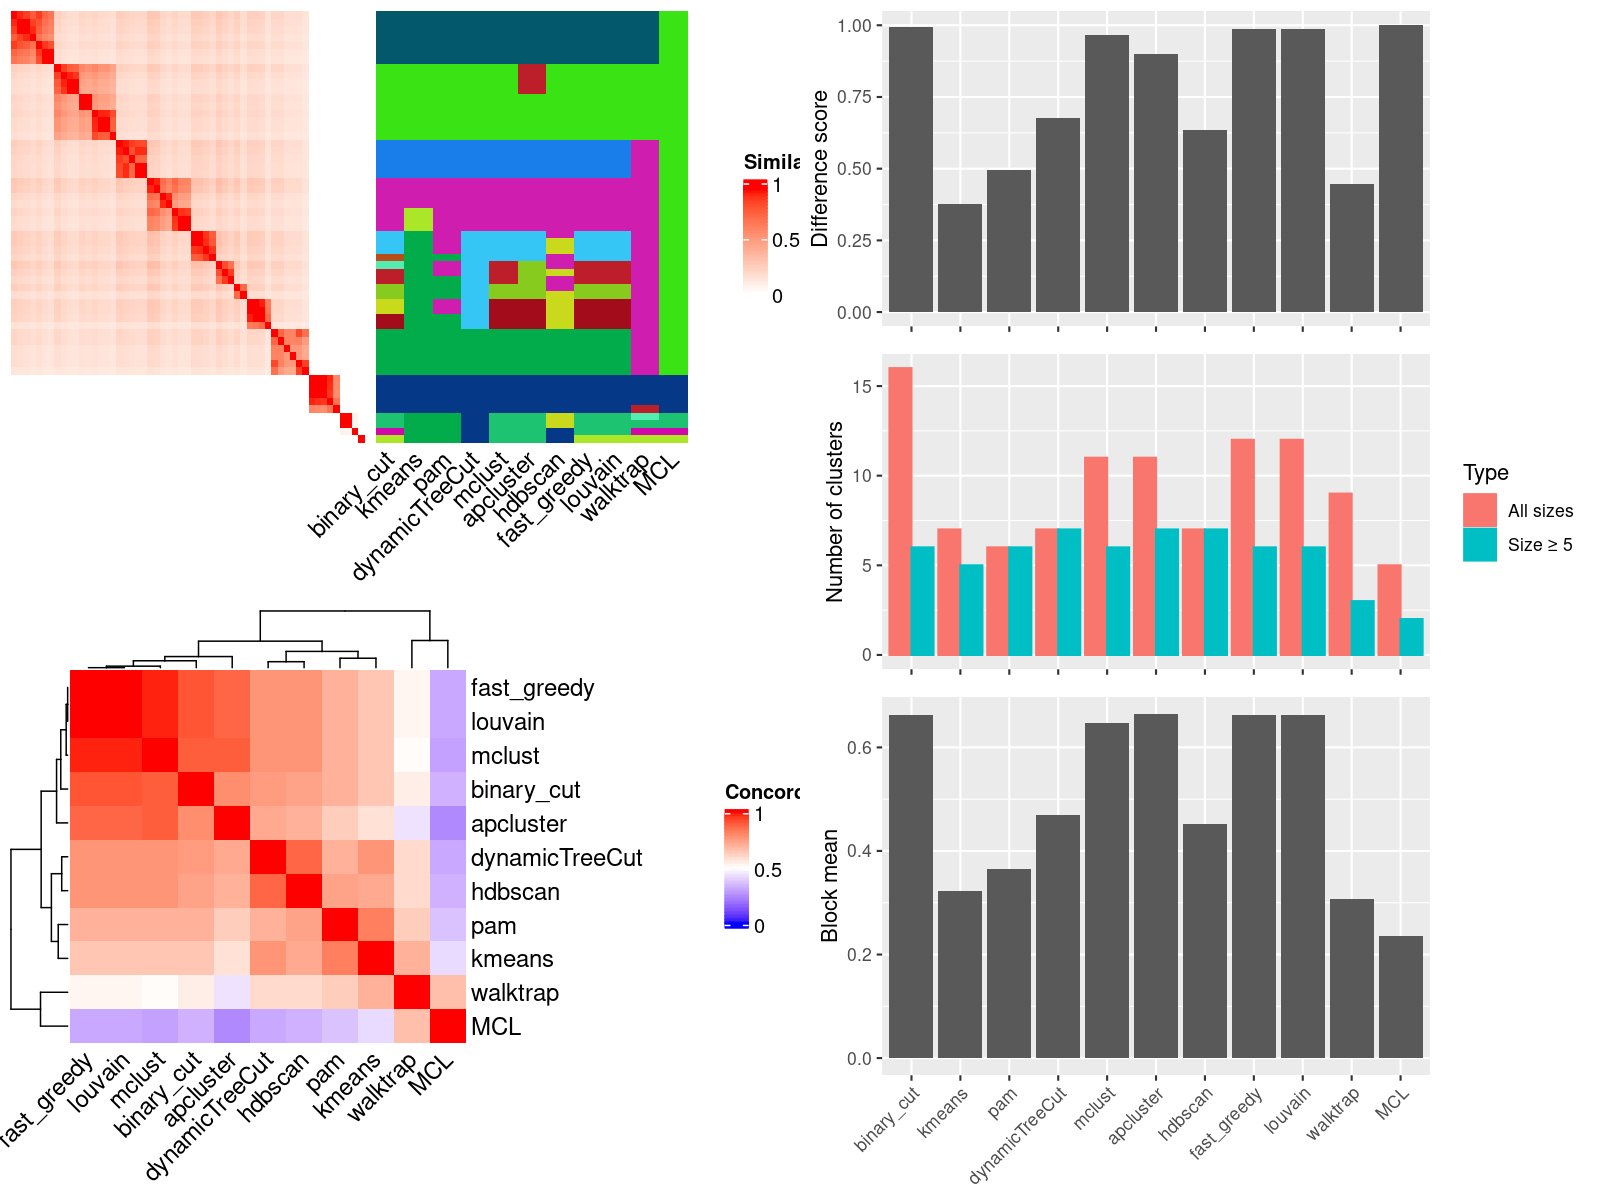 Simila
1
0.5
0
binary_cut
kmeans
pam
dynamicTreeCut
mclust
apcluster
hdbscan
fast_greedy
louvain
walktrap
MCL
fast_greedy
louvain
mclust
binary_cut
apcluster
dynamicTreeCut
hdbscan
pam
kmeans
walktrap
MCL
Concord
1
0.5
0
fast_greedy
louvain
mclust
binary_cut
apcluster
dynamicTreeCut
hdbscan
pam
kmeans
walktrap
MCL
Difference score
1.00
0.75
0.50
0.25
0.00
Number of clusters
15
10
5
0
Type
All sizes
Size ≥ 5
Block mean
0.6
0.4
0.2
0.0
binary_cut
kmeans
pam
dynamicTreeCut
mclust
apcluster
hdbscan
fast_greedy
louvain
walktrap
MCL